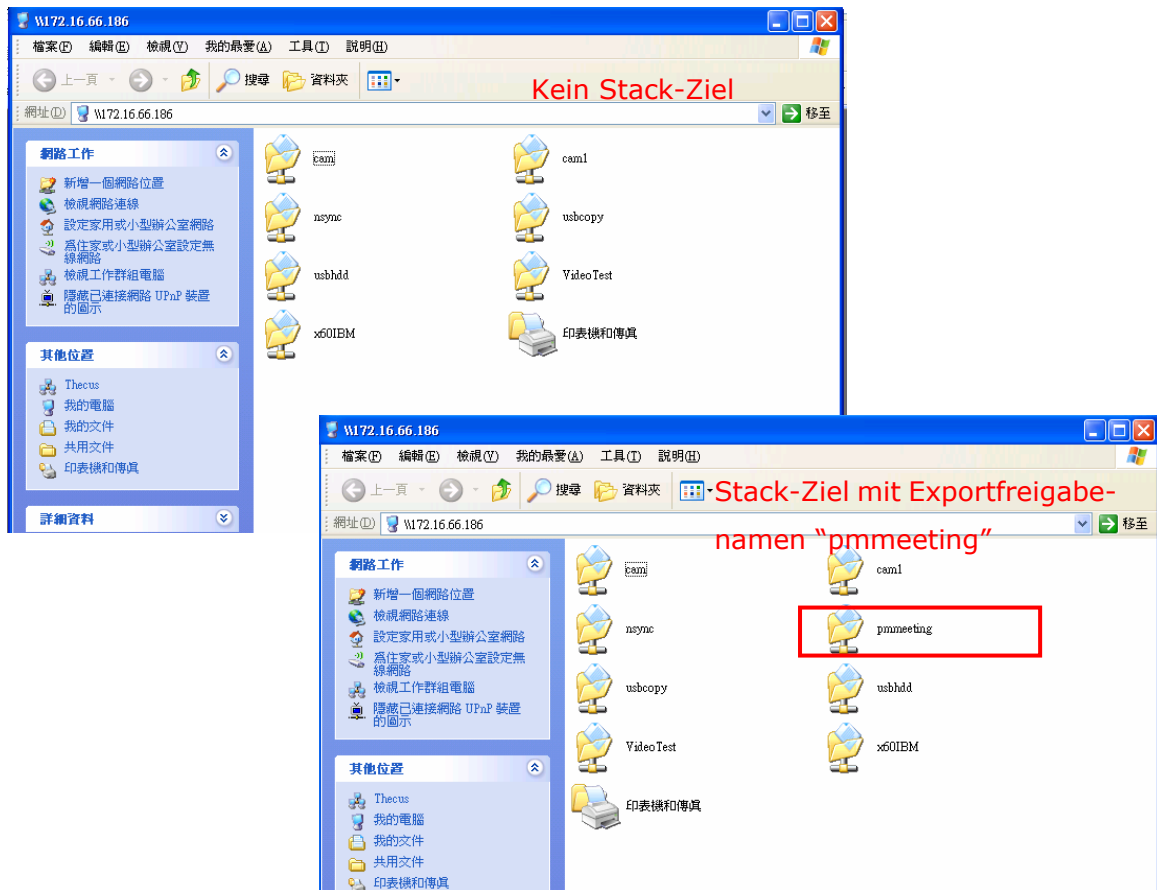 \\172.16.66.186
檔案(F) 編輯(E) 檢視(V) 我的最愛(A) 工具(T) 說明(H)
上一頁 搜尋 資料夾
Kein Stack-Ziel
網址(D) \\172.16.66.186 移至
網路工作
新增一個網路位置
檢視網路連線
設定家用或小型辦公室網路
為住家或小型辦公室設定無
線網路
檢視工作群組電腦
隱藏已連接網路 UPnP 裝置
的圖示
其他位置
Thecus
我的電腦
我的文件
共用文件
印表機和傳真
詳細資料
cam cam1
nsync usbcopy
usbhdd VideoTest
x60IBM 印表機和傳真
\\172.16.66.186
檔案(F) 編輯(E) 檢視(V) 我的最愛(A) 工具(T) 說明(H)
上一頁 搜尋 資料夾
Stack-Ziel mit Exportfreigabe-
namen “pmmeeting”
網址(D) \\172.16.66.186 移至
網路工作
新增一個網路位置
檢視網路連線
設定家用或小型辦公室網路
為住家或小型辦公室設定無
線網路
檢視工作群組電腦
隱藏已連接網路 UPnP 裝置
的圖示
其他位置
Thecus
我的電腦
我的文件
共用文件
印表機和傳真
cam cam1
nsync pmmeeting
usbcopy usbhdd
VideoTest x60IBM
印表機和傳真